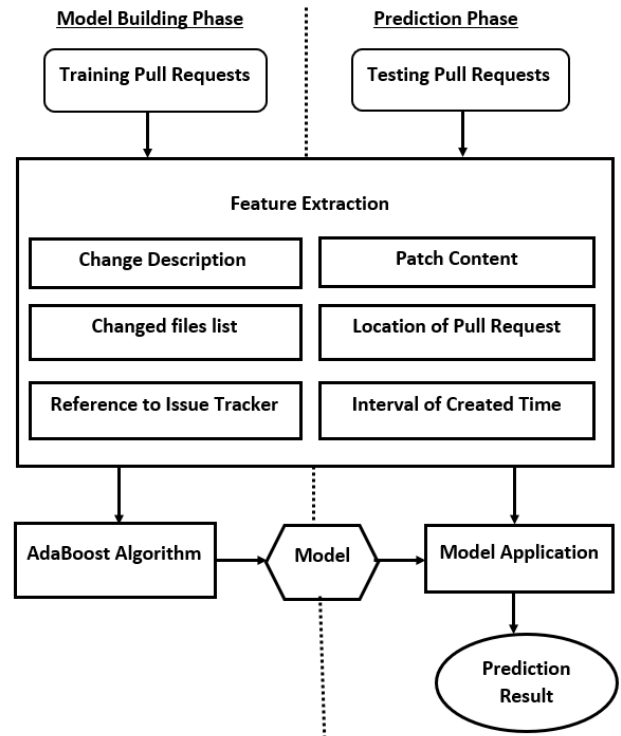 Model Building Phase
Prediction Phase
Training Pull Requests
Testing Pull Requests
Feature Extraction
Change Description
Patch Content
Changed files list
Location of Pull Request
Reference to Issue Tracker
Interval of Created Time
AdaBoost Algorithm
Model
Model Application
Prediction
Result